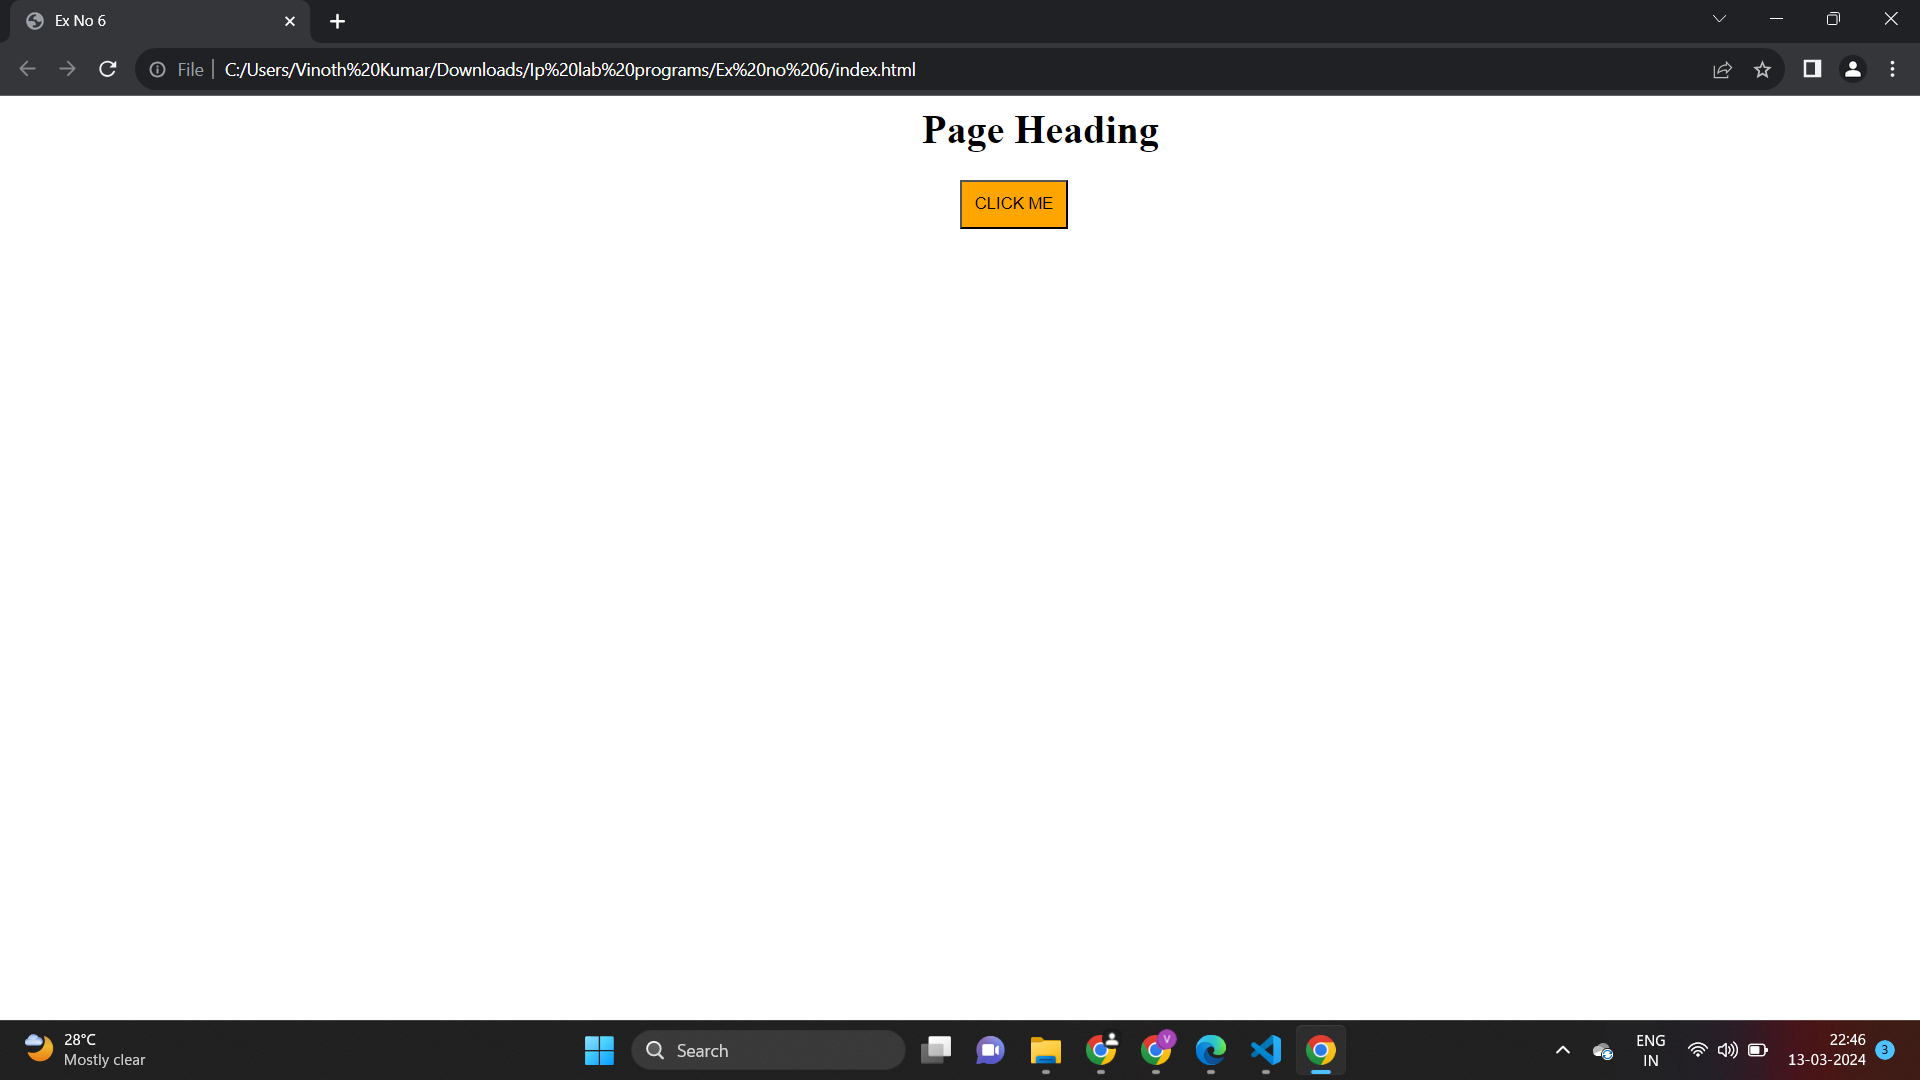 Ex No 6
File
C:/Users/Vinoth%20Kumar/Downloads/Ip%20lab%20programs/Ex%20no%206/index.html
Page Heading
CLICK ME
28°C
Mostly clear
Search
V
ENG
IN
22:46
13-03-2024
3